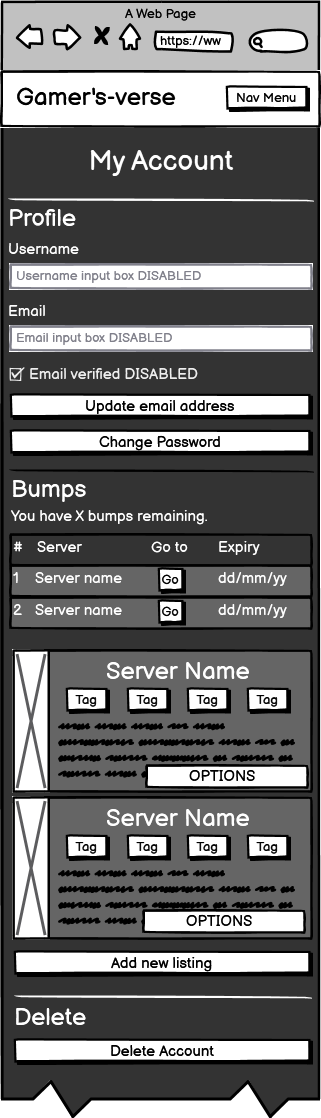 A Web Page
https://ww
Gamer's-verse
Nav Menu
My Account
Profile
Username
Username input box DISABLED
Email
Email input box DISABLED
Email verified DISABLED
Update email address
Change Password
Bumps
You have X bumps remaining.
# Server Go to Expiry
1 Server name Go dd/mm/yy
2 Server name Go dd/mm/yy
Server Name
Tag Tag Tag Tag
OPTIONS
Server Name
Tag Tag Tag Tag
OPTIONS
Add new listing
Delete
Delete Account